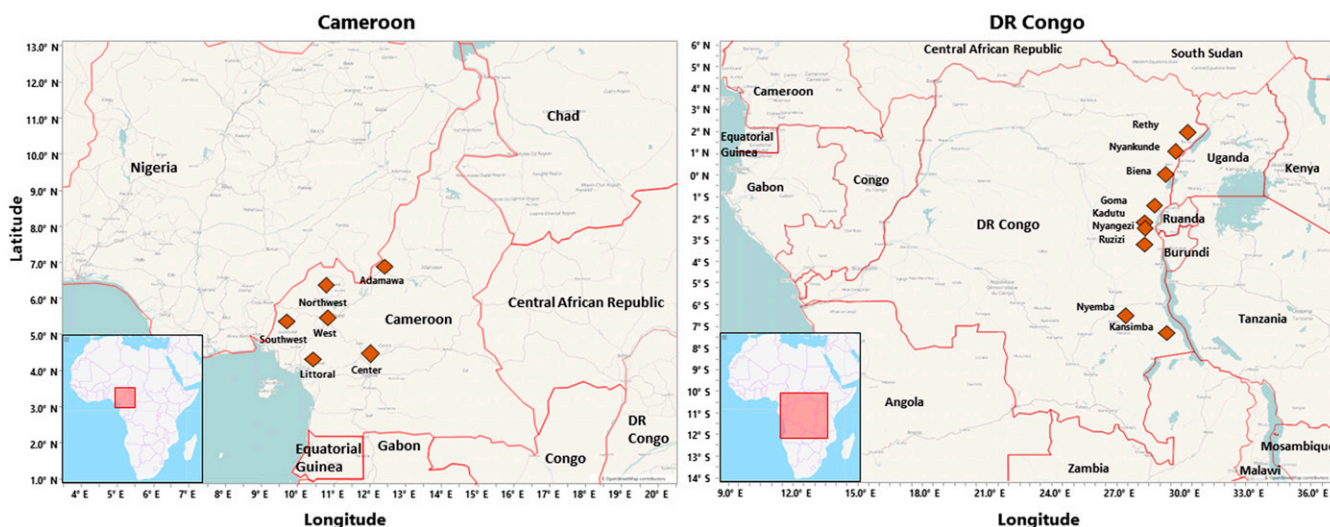 Cameroon
Latitude
13.0° N
12.0° N
11.0° N
10.0° N
9.0° N
8.0° N
7.0° N
6.0° N
5.0° N
4.0° N
3.0° N
2.0° N
1.0° N
Chad
Nigeria
Adamawa
Northwest
Central African Republic
Cameroon
West
Southwest
Center
Littoral
DR
Congo
Gabon
Equatorial
Guinea
Congo
© OpenStreetMap contributors
4° E 5° E 6° E 7° E 8° E 9° E 10° E 11° E 12° E 13° E 14° E 15° E 16° E 17° E 18° E 19° E 20° E
Longitude
DR Congo
6° N
5° N
4° N
3° N
2° N
1° N
0° N
1° S
2° S
3° S
4° S
5° S
6° S
7° S
8° S
9° S
10° S
11° S
12° S
13° S
14° S
Central African Republic
South Sudan
Cameroon
Rethy
Equatorial
Guinea
Nyankunde
Uganda
Kenya
Biena
Gabon
Congo
Goma
Kadutu
Ruanda
DR Congo
Nyangezi
Ruzizi
Burundi
Nyemba
Tanzania
Kansimba
Angola
Mosambique
Zambia
Malawi
© OpenStreetMap contributors
9.0° E 12.0° E 15.0° E 18.0° E 21.0° E 24.0° E 27.0° E 30.0° E 33.0° E 36.0° E
Longitude